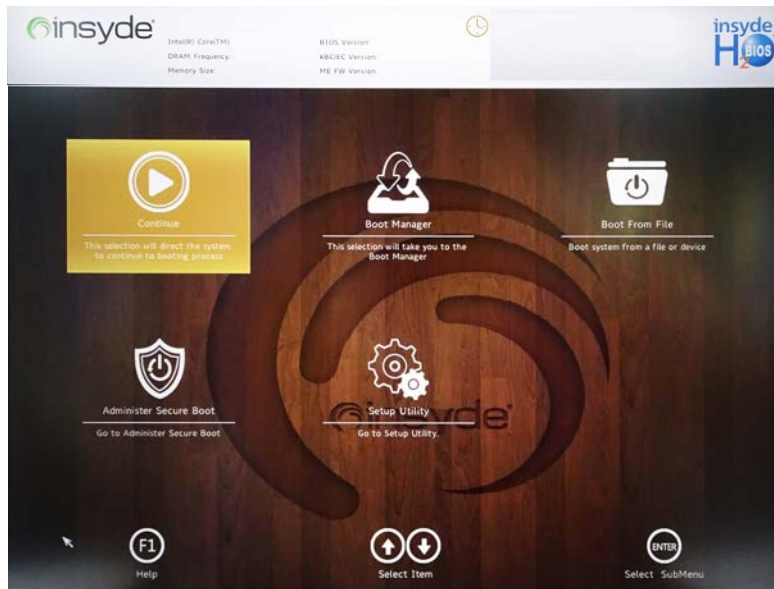 insyde
Intel(R) Core(TM)
DRAM Frequency:
Memory Size:
BIOS Version:
KBC/EC Version:
ME FW Version:
insyde
H2O
BIOS
Continue
This selection will direct the system
to continue to booting process
Boot Manager
This selection will take you to the
Boot Manager
Boot From File
Boot system from a file or device
Administer Secure Boot
Go to Administer Secure Boot
Setup Utility
Go to Setup Utility.
insyde
F1
Help
Select Item
ENTER
Select SubMenu